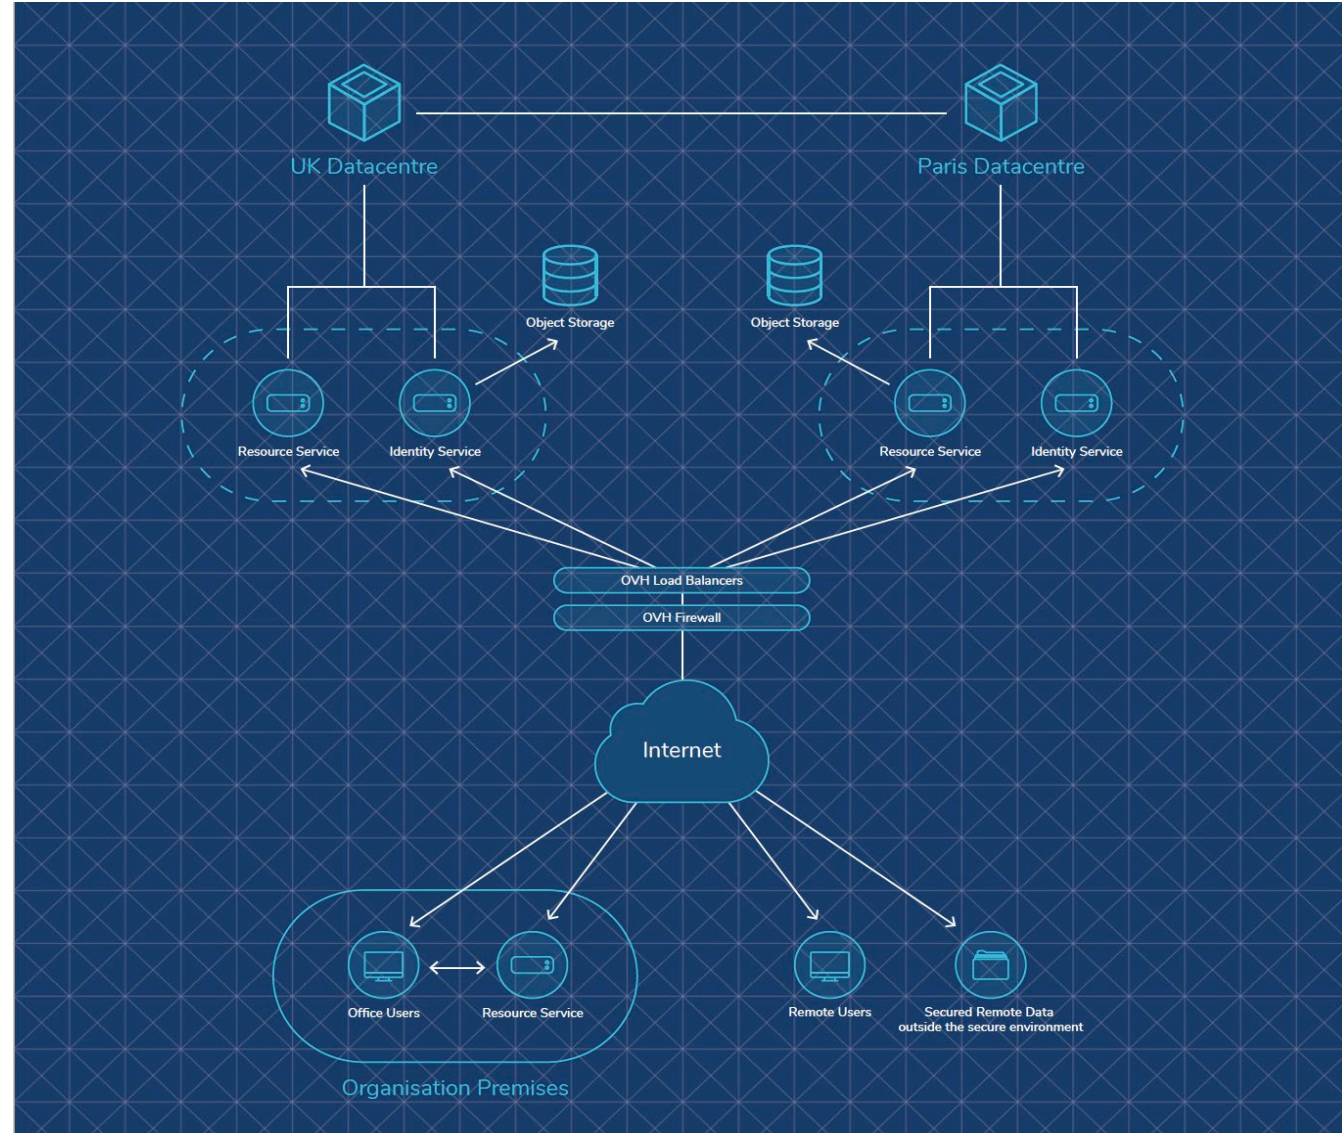 UK Datacentre
Paris Datacentre
Object Storage
Object Storage
Resource Service
Identity Service
Resource Service
Identity Service
OVH Load Balancers
OVH Firewall
Internet
Office Users
Resource Service
Remote Users
Secured Remote Data
outside the secure environment
Organisation Premises